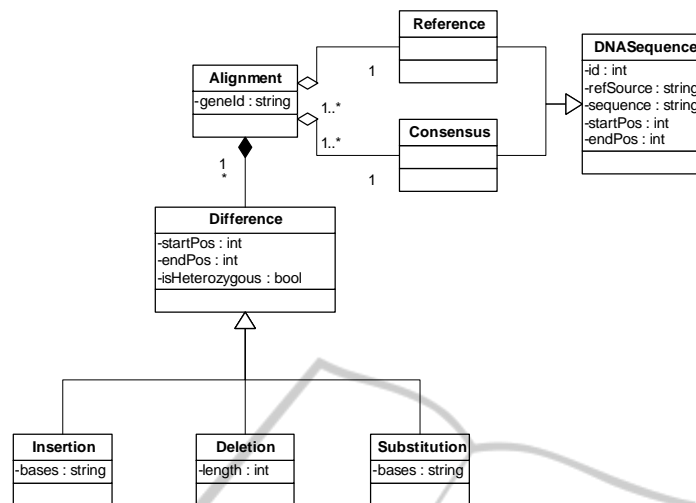 Reference
DNASequence
-id : int
-refSource : string
-sequence : string
-startPos : int
-endPos : int
Alignment
-geneId : string
1
1..*
Consensus
1..*
1
1
*
Difference
-startPos : int
-endPos : int
-isHeterozygous : bool
Insertion
-bases : string
Deletion
-length : int
Substitution
-bases : string